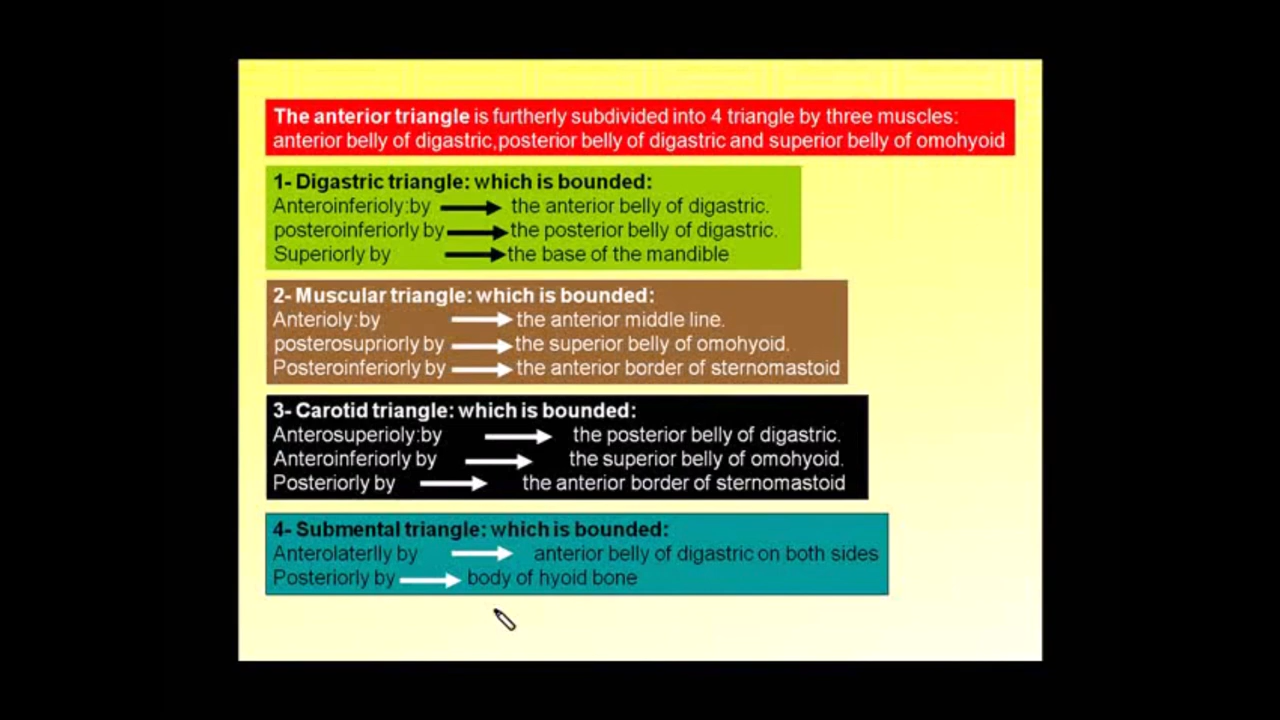 The anterior triangle is furtherly subdivided into 4 triangle by three muscles:
anterior belly of digastric,posterior belly of digastric and superior belly of omohyoid
1- Digastric triangle: which is bounded:
Anteroinferioly:by the anterior belly of digastric.
posteroinferiorly by the posterior belly of digastric.
Superiorly by the base of the mandible
2- Muscular triangle: which is bounded:
Anterioly:by the anterior middle line.
posterosupriorly by the superior belly of omohyoid.
Posteroinferiorly by the anterior border of sternomastoid
3- Carotid triangle: which is bounded:
Anterosuperioly:by the posterior belly of digastric.
Anteroinferiorly by the superior belly of omohyoid.
Posteriorly by the anterior border of sternomastoid
4- Submental triangle: which is bounded:
Anterolaterlly by anterior belly of digastric on both sides
Posteriorly by body of hyoid bone